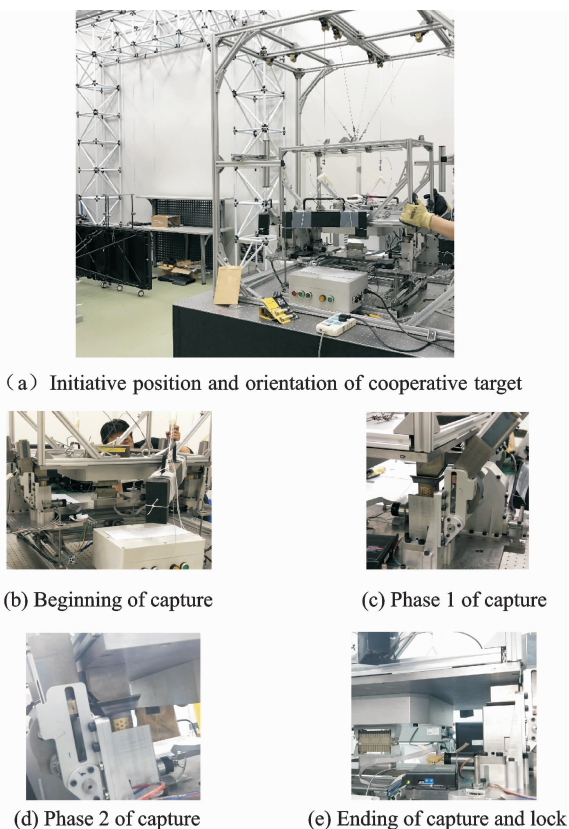 （a） Initiative position and orientation of cooperative target
(b) Beginning of capture
(c) Phase 1 of capture
(d) Phase 2 of capture
(e) Ending of capture and lock